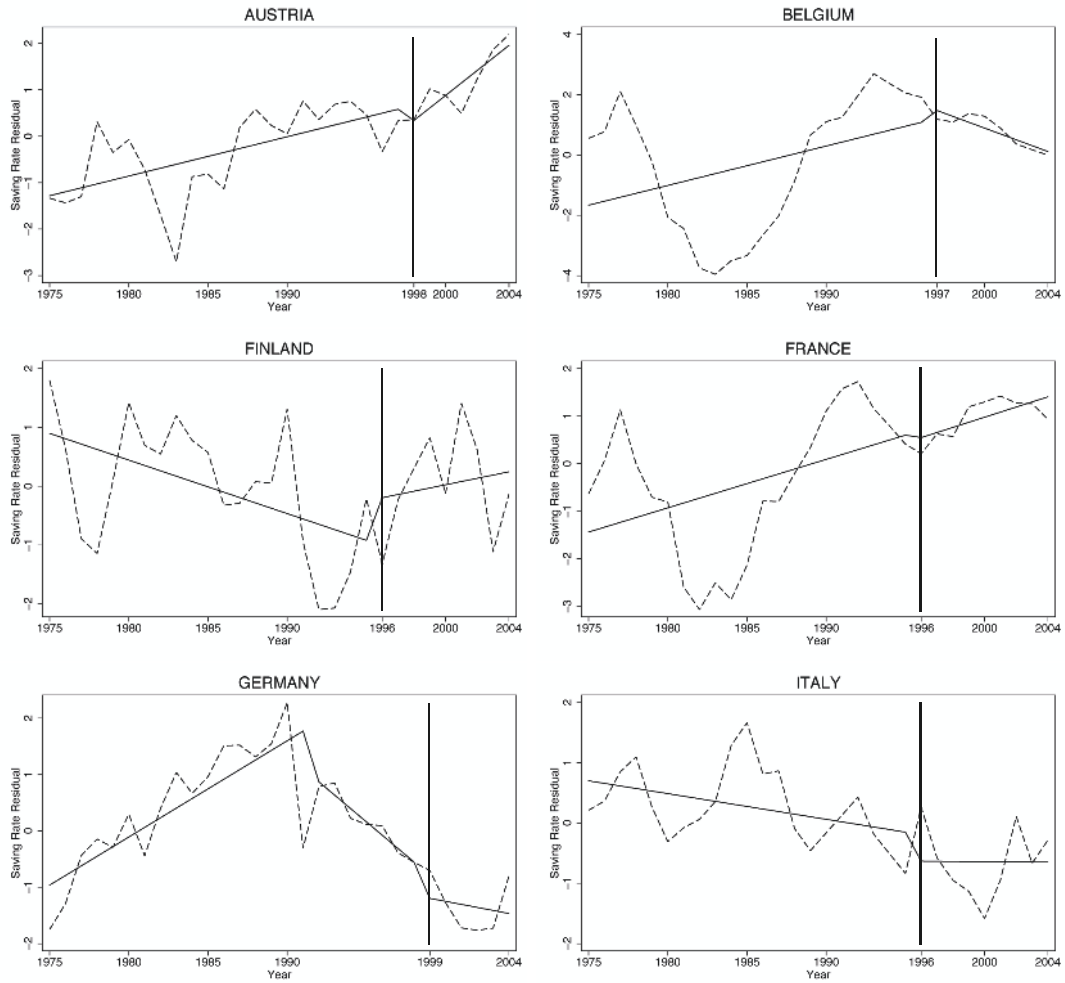 AUSTRIA
Saving Rate Residual
2
1
0
-1
-2
-3
1975 1980 1985 1990 1998 2000 2004
Year
BELGIUM
Saving Rate Residual
4
2
0
-2
-4
1975 1980 1985 1990 1997 2000 2004
Year
FINLAND
Saving Rate Residual
2
1
0
-1
-2
1975 1980 1985 1990 1996 2000 2004
Year
FRANCE
Saving Rate Residual
2
1
0
-1
-2
-3
1975 1980 1985 1990 1996 2000 2004
Year
GERMANY
Saving Rate Residual
2
1
0
-1
-2
1975 1980 1985 1990 1999 2004
Year
ITALY
Saving Rate Residual
2
1
0
-1
-2
1975 1980 1985 1990 1996 2000 2004
Year